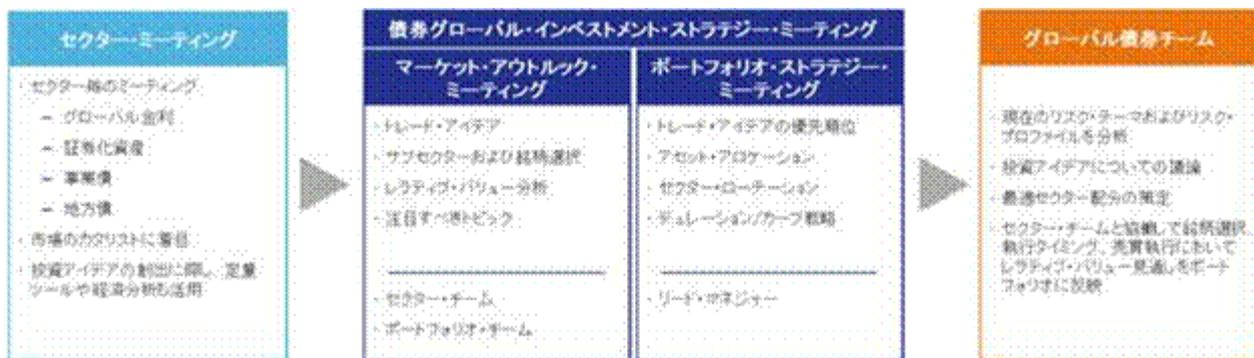 セクター・ミーティング
・セクター毎のミーティング
– グローバル金利
– 証券化資産
– 事業債
– 地方債
・市場のカタリストに着目
・投資アイデアの創出に際し、定量
ツールや経済分析も活用
債券グローバル・インベストメント・ストラテジー・ミーティング
マーケット・アウトルック・
ミーティング
・トレード・アイデア
・サブセクターおよび銘柄選択
・レラティブ・バリュー分析
・注目すべきトピック
・セクター・チーム
・ポートフォリオ・チーム
ポートフォリオ・ストラテジー・
ミーティング
・トレード・アイデアの優先順位
・アセット・アロケーション
・セクター・ローテーション
・デュレーション/カーブ戦略
・リード・マネジャー
グローバル債券チーム
・現在のリスク・テーマおよびリスク・
プロファイルを分析
・投資アイデアについての議論
・最適セクター配分の策定
・セクター・チームと協働して銘柄選択、
執行タイミング、売買執行において
レラティブ・バリュー見通しをポート
フォリオに反映